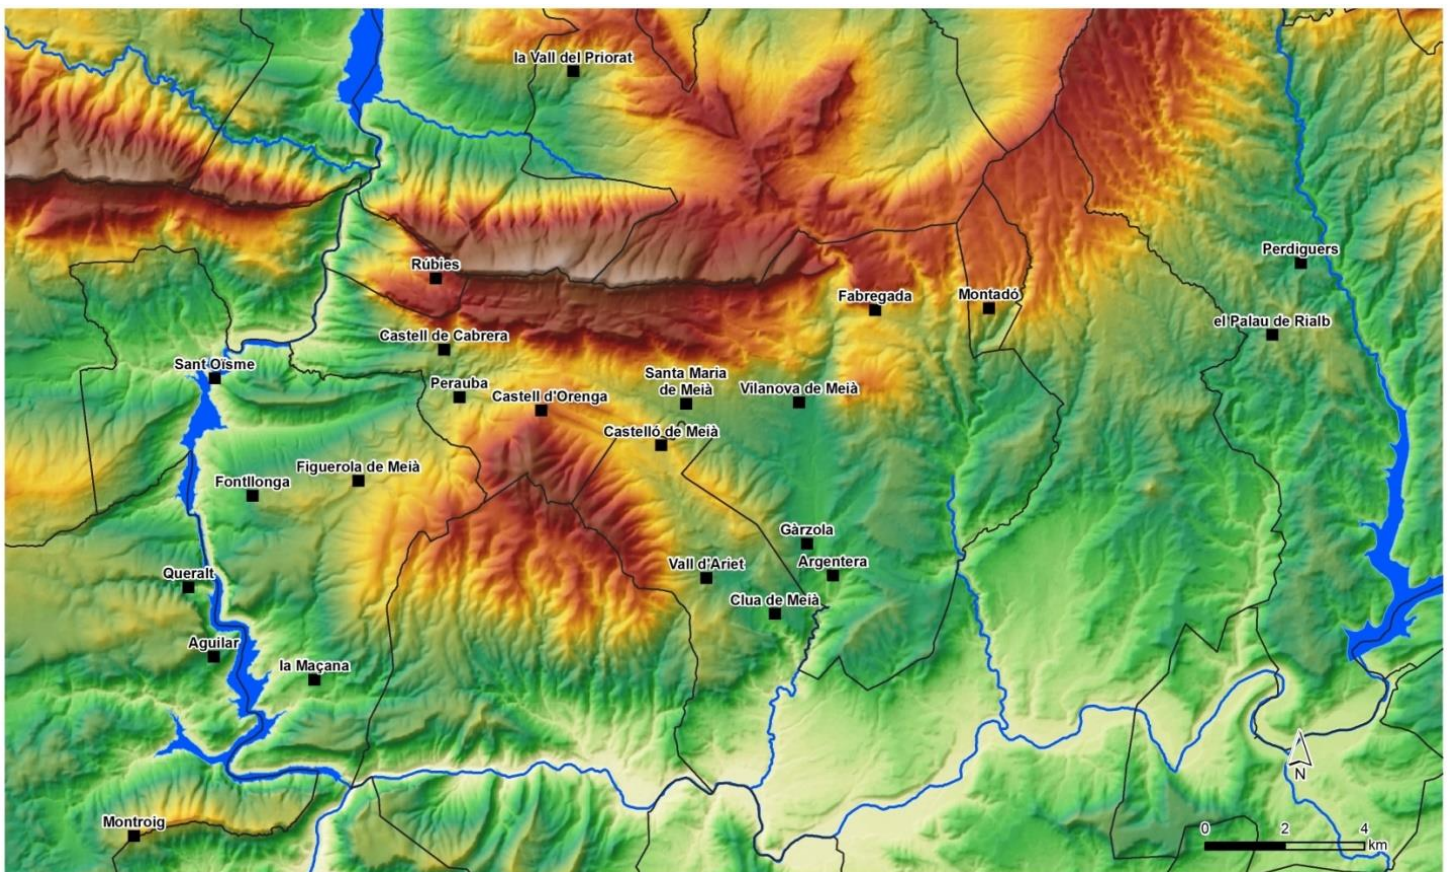 la Vall del Priorat
Perdiguers
Rúbies
Fabregada
Montadó
el Palau de Rialb
Castell de Cabrera
Sant Oïsme
Santa Maria
de Meià
Perauba
Vilanova de Meià
Castell d'Orenga
Castelló de Meià
Figuerola de Meià
Fontllonga
Gàrzola
Vall d'Ariet
Argentera
Queralt
Clua de Meià
Aguilar
la Maçana
N
Montroig
0 2 4
km